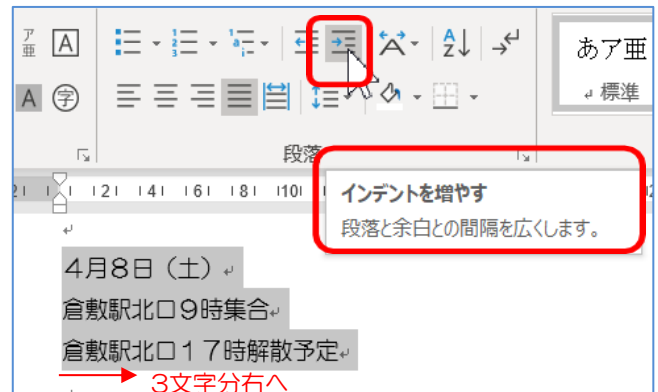 ア
亜
A
A
字
A
Z
あア亜
↵ 標準
段落
2 2 4 6 8 10
インデントを増やす
段落と余白との間隔を広くします。
4月8日(土)↵
倉敷駅北口9時集合↵
倉敷駅北口17時解散予定↵
3文字分右へ